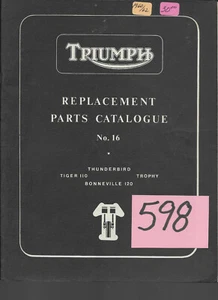 TRIUMPH
REPLACEMENT
PARTS CATALOGUE
No. 16
THUNDERBIRD
TIGER 110 TROPHY
BONNEVILLE 120
598